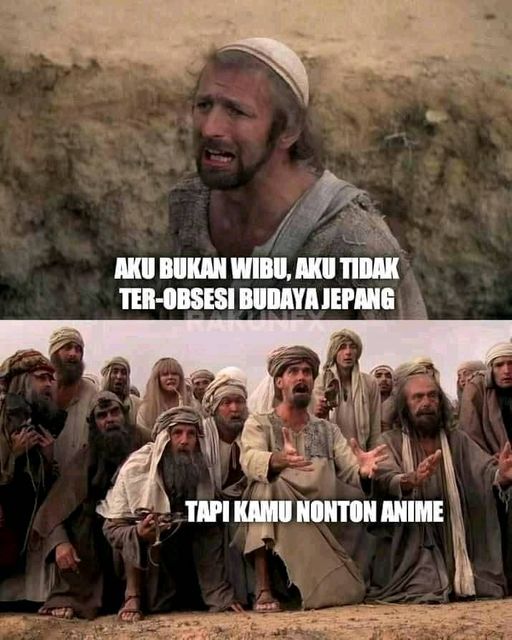 AKU BUKAN WIBU, AKU TIDAK
TER-OBSESI BUDAYA JEPANG
RAKUNFX
TAPI KAMU NONTON ANIME